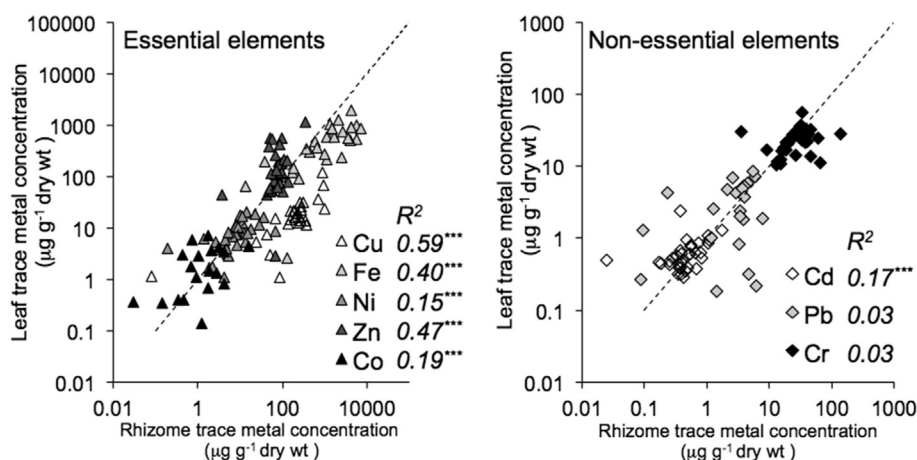 Essential elements
Leaf trace metal concentration
(µg g-1 dry wt)
100000
10000
1000
100
10
1
0.1
0.01
0.01
1
100
10000
R2
Cu 0.59***
Fe 0.40***
Ni 0.15***
Zn 0.47***
Co 0.19***
Rhizome trace metal concentration
(µg g-1 dry wt)
Non-essential elements
Leaf trace metal concentration
(µg g-1 dry wt)
1000
100
10
1
0.1
0.01
0.01
0.1
1
10
100
1000
R2
Cd 0.17***
Pb 0.03
Cr 0.03
Rhizome trace metal concentration
(µg g-1 dry wt)